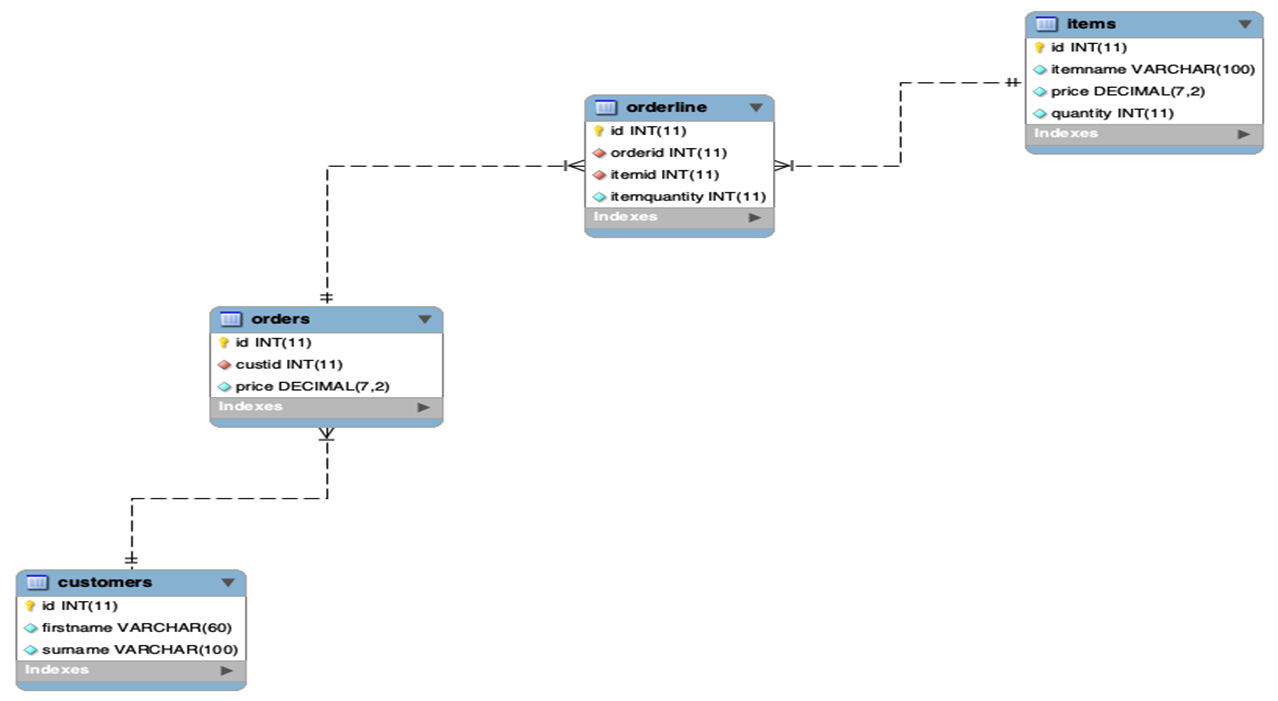 items
id INT(11)
itemname VARCHAR(100)
price DECIMAL(7,2)
quantity INT(11)
Indexes
orderline
id INT(11)
orderid INT(11)
itemid INT(11)
itemquantity INT(11)
Indexes
orders
id INT(11)
custid INT(11)
price DECIMAL(7,2)
Indexes
customers
id INT(11)
firstname VARCHAR(60)
surname VARCHAR(100)
Indexes